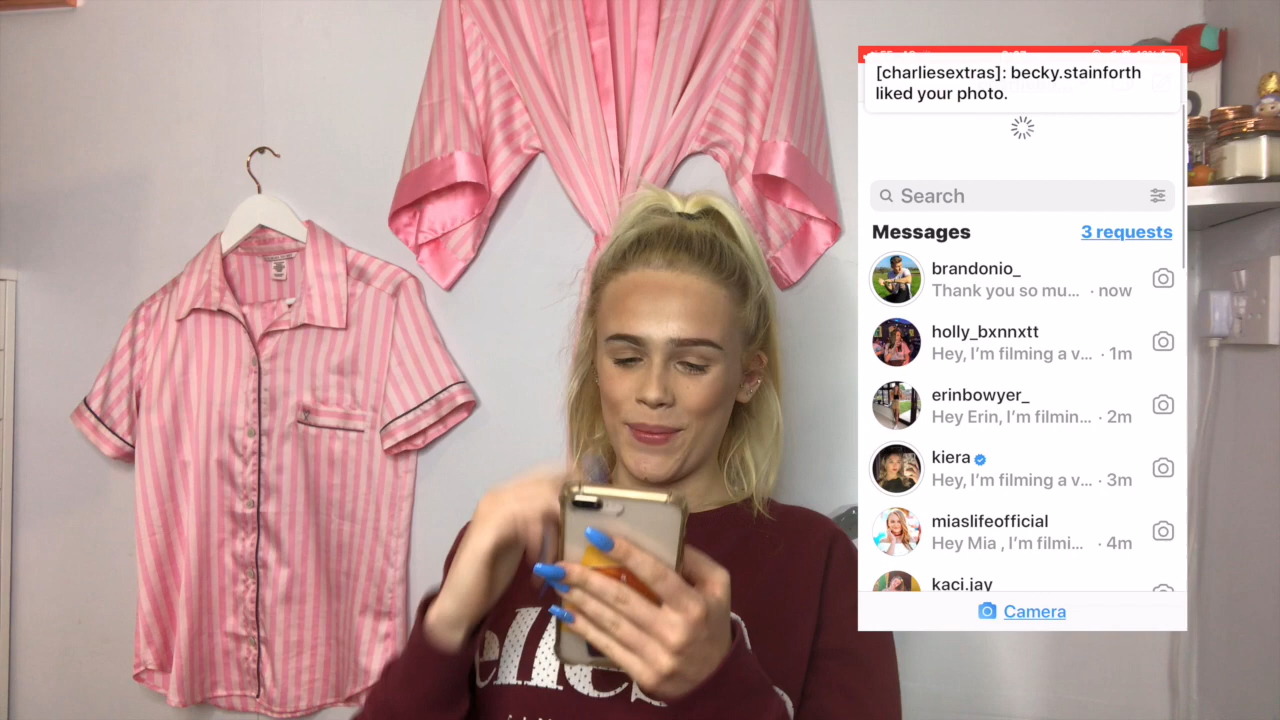 [charliesextras]: becky.stainforth
liked your photo.
Search
Messages
3 requests
brandonio_
Thank you so mu... · now
holly_bxnnxtt
Hey, I'm filming a v... · 1m
erinbowyer_
Hey Erin, I'm filmin... · 2m
kiera
Hey, I'm filming a v... · 3m
miaslifeofficial
Hey Mia , I'm filmi... · 4m
kaci.jay
Camera
elles